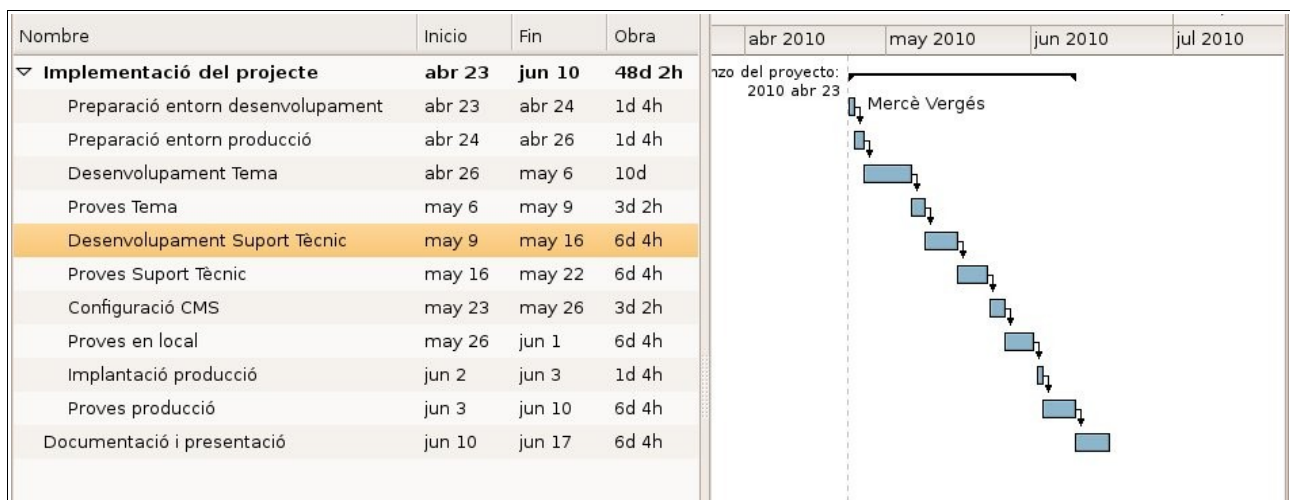 Nombre Inicio Fin Obra
Implementació del projecte abr 23 jun 10 48d 2h
Preparació entorn desenvolupament abr 23 abr 24 1d 4h
Preparació entorn producció abr 24 abr 26 1d 4h
Desenvolupament Tema abr 26 may 6 10d
Proves Tema may 6 may 9 3d 2h
Desenvolupament Suport Tècnic may 9 may 16 6d 4h
Proves Suport Tècnic may 16 may 22 6d 4h
Configuració CMS may 23 may 26 3d 2h
Proves en local may 26 jun 1 6d 4h
Implantació producció jun 2 jun 3 1d 4h
Proves producció jun 3 jun 10 6d 4h
Documentació i presentació jun 10 jun 17 6d 4h
abr 2010 may 2010 jun 2010 jul 2010
del proyecto:
2010 abr 23
Mercè Vergés